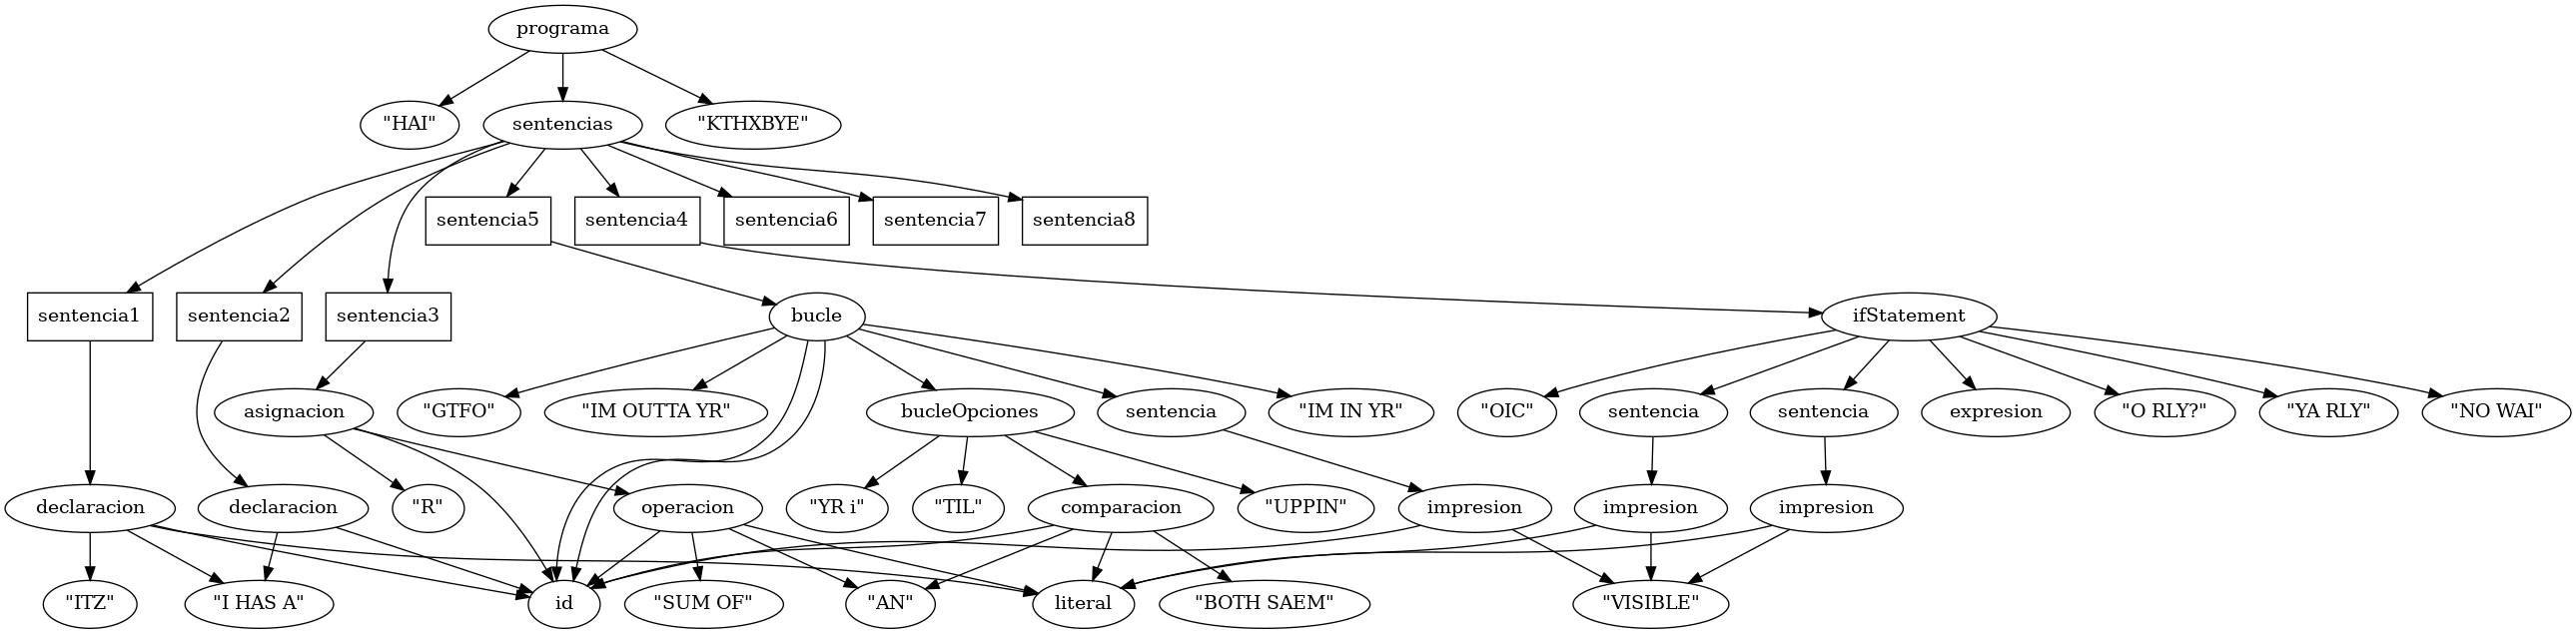 programa
"HAI"
sentencias
"KTHXBYE"
sentencia5
sentencia4
sentencia6
sentencia7
sentencia8
sentencia1
sentencia2
sentencia3
bucle
ifStatement
asignacion
"GTFO"
"IM OUTTA YR"
bucleOpciones
sentencia
"IM IN YR"
"OIC"
sentencia
sentencia
expresion
"O RLY?"
"YA RLY"
"NO WAI"
declaracion
declaracion
"R"
operacion
"YR i"
"TIL"
comparacion
"UPPIN"
impresion
impresion
impresion
"ITZ"
"I HAS A"
id
"SUM OF"
"AN"
literal
"BOTH SAEM"
"VISIBLE"